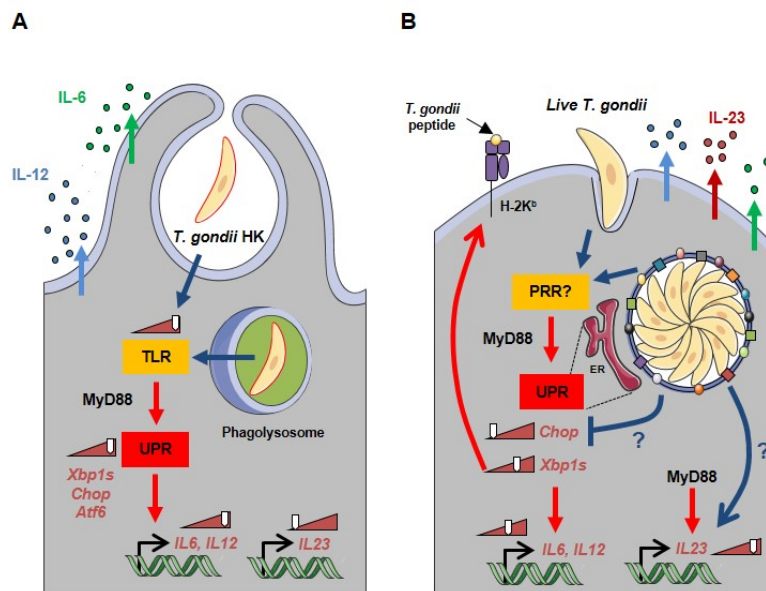 A
IL-6
IL-12
T. gondii HK
TLR
MyD88
Phagolysosome
UPR
Xbp1s
Chop
Atf6
IL6, IL12
IL23
B
T. gondii
peptide
Live T. gondii
IL-23
H-2Kᵇ
PRR?
MyD88
ER
UPR
Chop
?
?
Xbp1s
MyD88
IL6, IL12
IL23